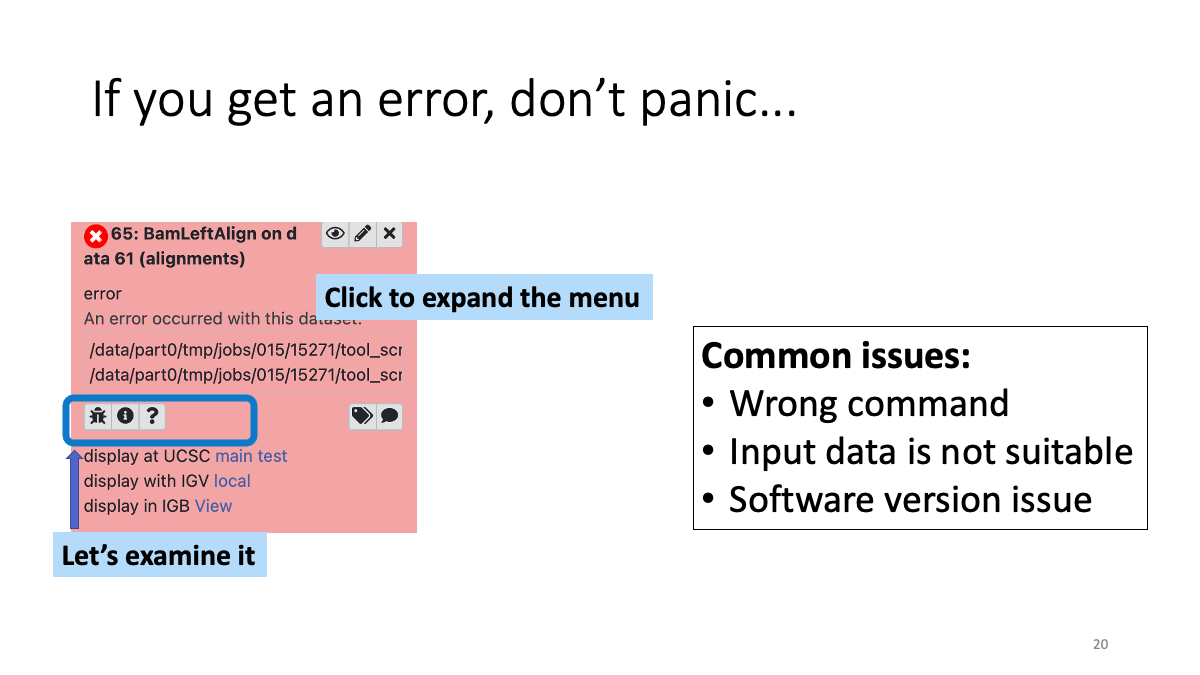 If you get an error, don’t panic...
65: BamLeftAlign on d
ata 61 (alignments)
error
Click to expand the menu
An error occurred with this dataset:
/data/part0/tmp/jobs/015/15271/tool_scr
/data/part0/tmp/jobs/015/15271/tool_scr
?
display at UCSC main test
display with IGV local
display in IGB View
Let’s examine it
Common issues:
• Wrong command
• Input data is not suitable
• Software version issue
20